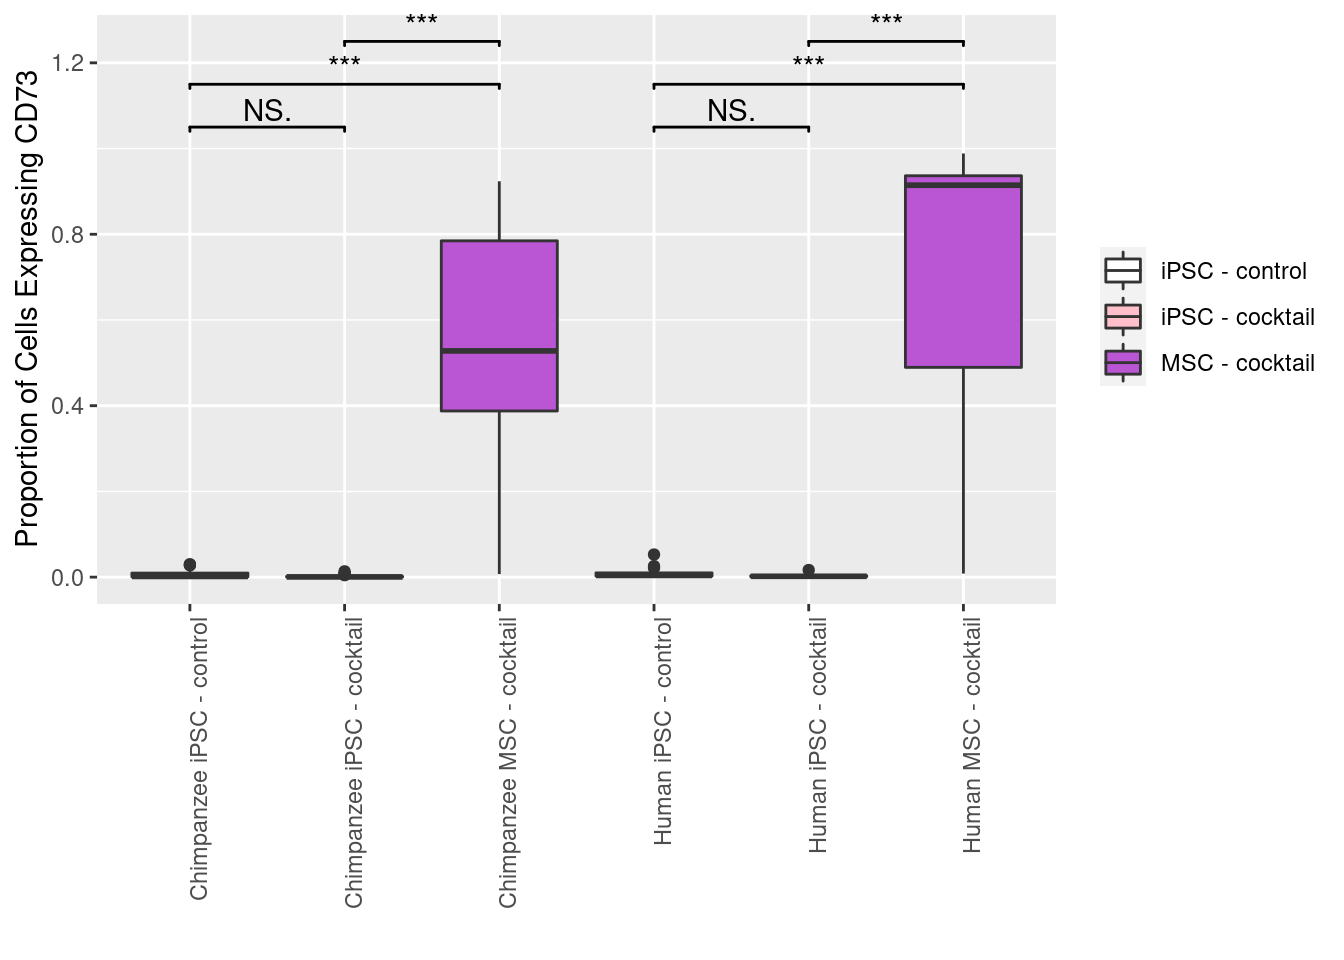 ***
***
1.2
***
***
NS.
NS.
0.8
0.4
0.0
Proportion of Cells Expressing CD73
iPSC - control
iPSC - cocktail
MSC - cocktail
Chimpanzee iPSC - control
Chimpanzee iPSC - cocktail
Chimpanzee MSC - cocktail
Human iPSC - control
Human iPSC - cocktail
Human MSC - cocktail